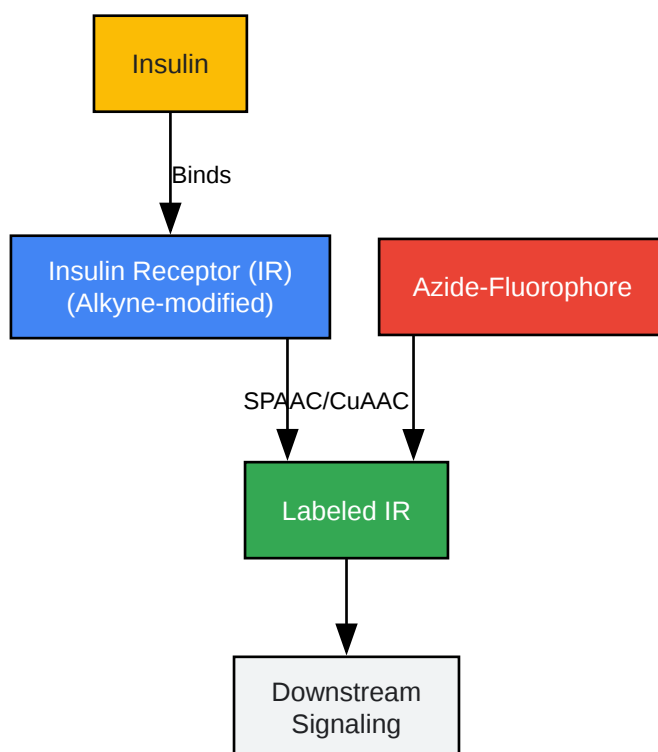 Insulin
Binds
Insulin Receptor (IR)
(Alkyne-modified)
Azide-Fluorophore
SPAAC/CuAAC
Labeled IR
Downstream
Signaling